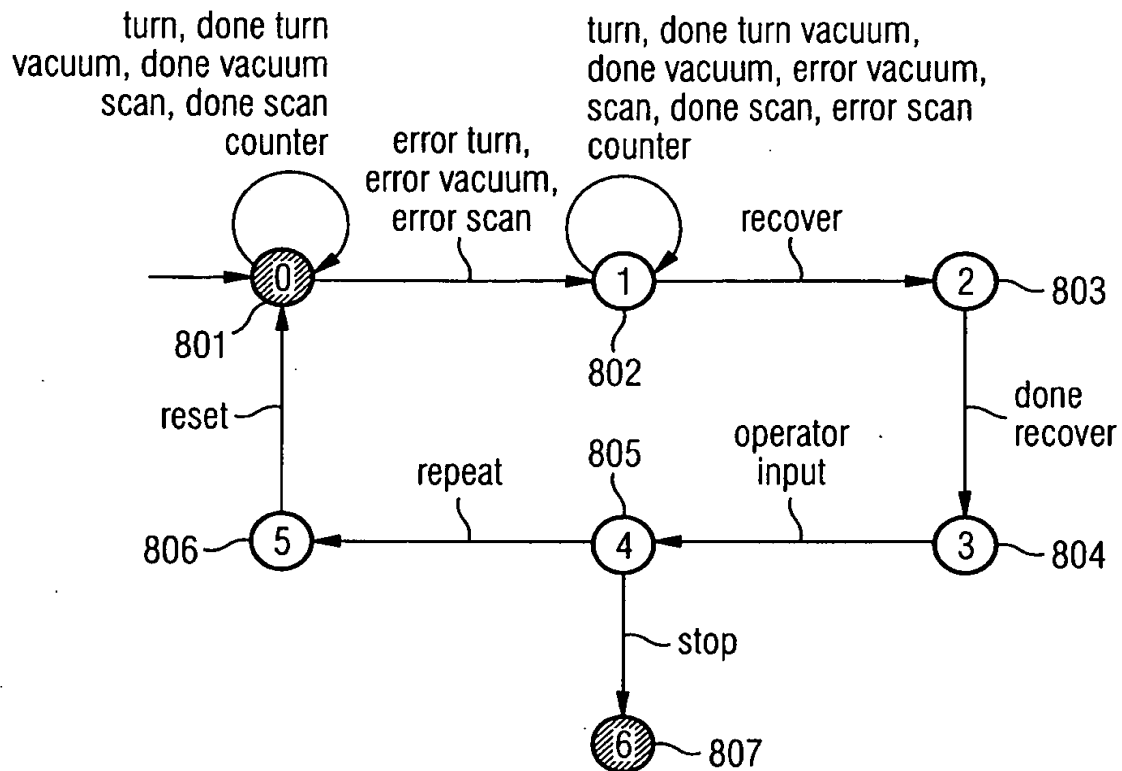 turn, done turn
vacuum, done vacuum
scan, done scan
counter
turn, done turn vacuum,
done vacuum, error vacuum,
scan, done scan, error scan
counter
error turn,
error vacuum,
error scan
recover
0
1
2
803
801
802
reset
done
recover
operator
input
805
repeat
806
5
4
3
804
stop
6
807